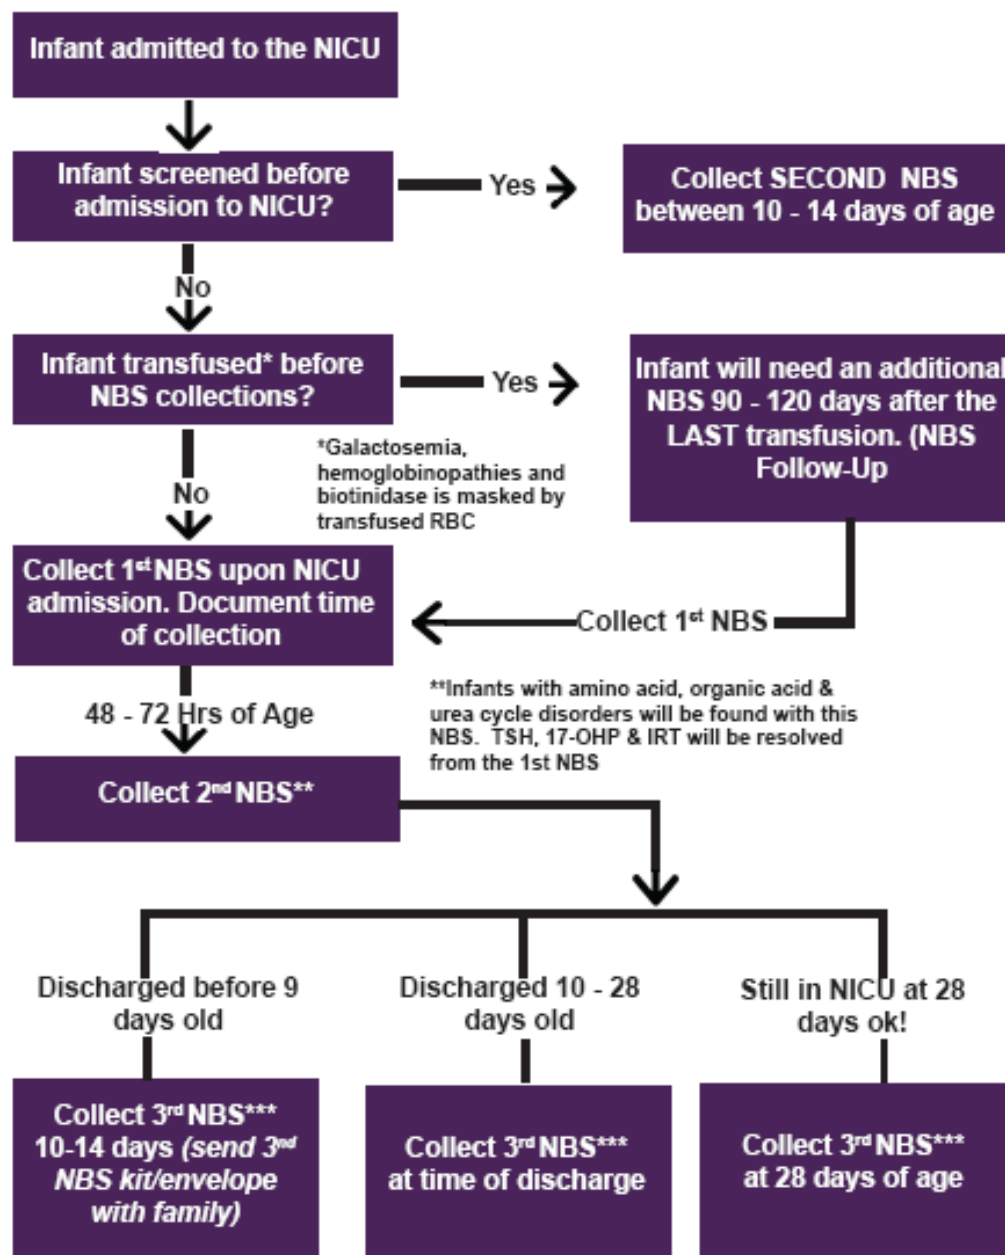 Infant admitted to the NICU
Infant screened before
admission to NICU?
Yes
Collect SECOND NBS
between 10 - 14 days of age
No
Infant transfused* before
NBS collections?
Yes
Infant will need an additional
NBS 90 - 120 days after the
LAST transfusion. (NBS
Follow-Up
*Galactosemia,
hemoglobinopathies and
biotinidase is masked by
transfused RBC
No
Collect 1st NBS upon NICU
admission. Document time
of collection
Collect 1st NBS
48 - 72 Hrs of Age
**Infants with amino acid, organic acid &
urea cycle disorders will be found with this
NBS. TSH, 17-OHP & IRT will be resolved
from the 1st NBS
Collect 2nd NBS**
Discharged before 9
days old
Discharged 10 - 28
days old
Still in NICU at 28
days ok!
Collect 3rd NBS***
10-14 days (send 3nd
NBS kit/envelope
with family)
Collect 3rd NBS***
at time of discharge
Collect 3rd NBS***
at 28 days of age